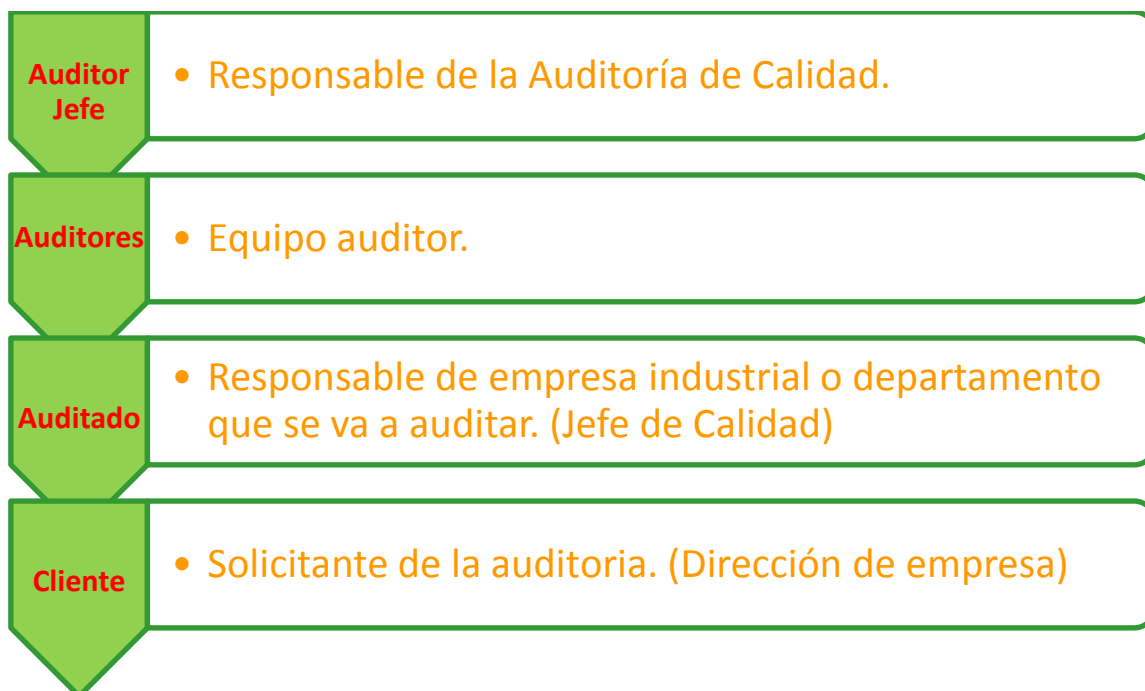 Auditor
Jefe
• Responsable de la Auditoría de Calidad.
Auditores
• Equipo auditor.
Auditado
• Responsable de empresa industrial o departamento
que se va a auditar. (Jefe de Calidad)
Cliente
• Solicitante de la auditoria. (Dirección de empresa)